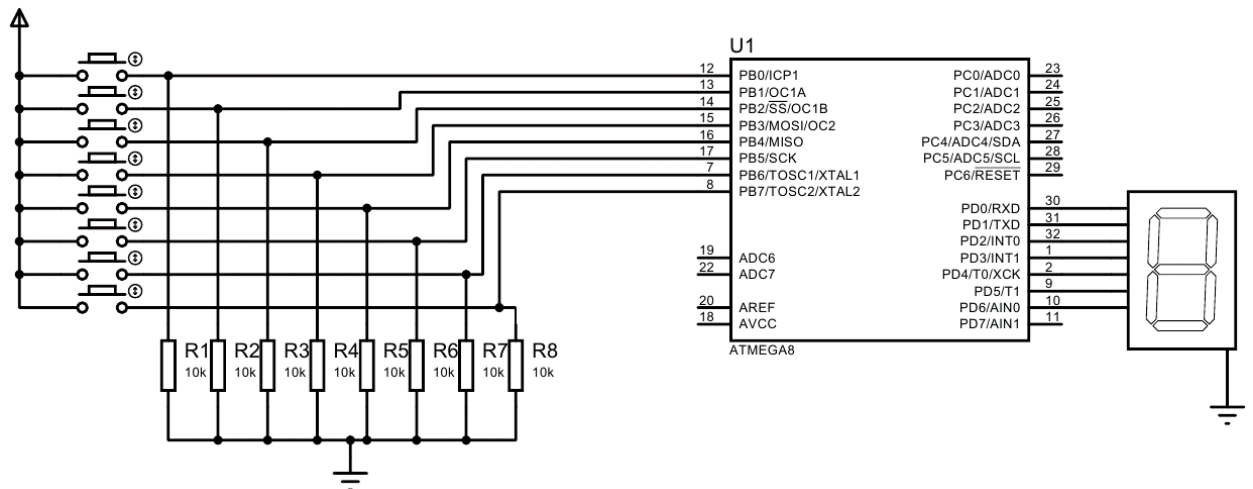 U1
12 PB0/ICP1
13 PB1/OC1A
14 PB2/SS/OC1B
15 PB3/MOSI/OC2
16 PB4/MISO
17 PB5/SCK
7 PB6/TOSC1/XTAL1
8 PB7/TOSC2/XTAL2
19 ADC6
22 ADC7
20 AREF
18 AVCC
PC0/ADC0 23
PC1/ADC1 24
PC2/ADC2 25
PC3/ADC3 26
PC4/ADC4/SDA 27
PC5/ADC5/SCL 28
PC6/RESET 29
PD0/RXD 30
PD1/TXD 31
PD2/INT0 32
PD3/INT1 1
PD4/T0/XCK 2
PD5/T1 9
PD6/AIN0 10
PD7/AIN1 11
ATMEGA8
R1 R2 R3 R4 R5 R6 R7 R8
10k 10k 10k 10k 10k 10k 10k 10k